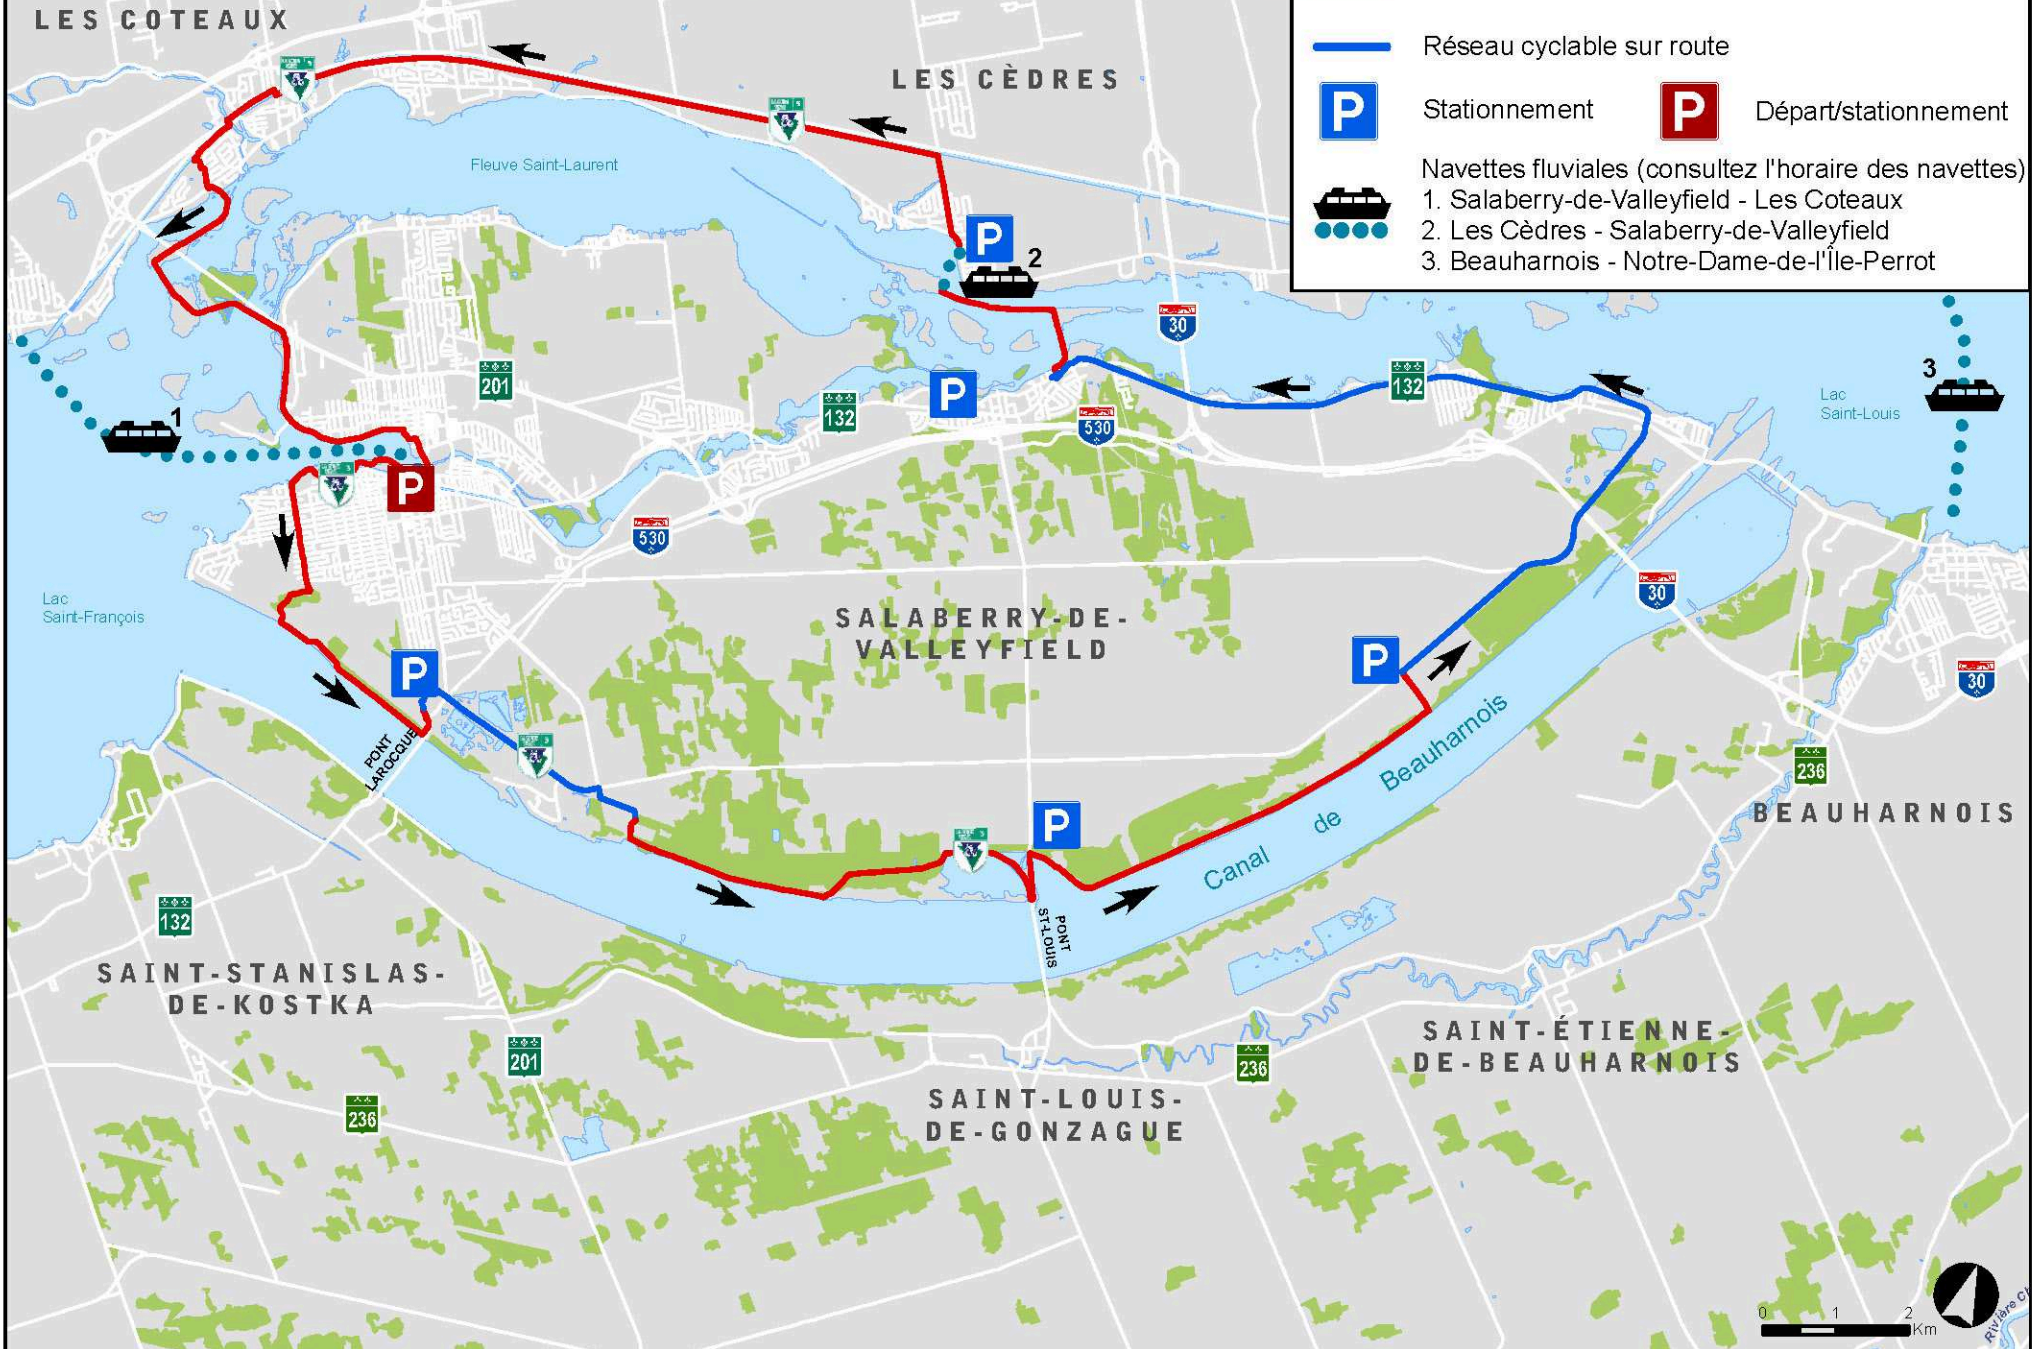 LES COTEAUX
LES CÈDRES
Réseau cyclable sur route
P Stationnement
P Départ/stationnement
Navettes fluviales (consultez l'horaire des navettes)
1. Salaberry-de-Valleyfield - Les Coteaux
2. Les Cèdres - Salaberry-de-Valleyfield
3. Beauharnois - Notre-Dame-de-l'Île-Perrot
Fleuve Saint-Laurent
P
2
30
201
132
P
530
132
3
Lac
Saint-Louis
1
P
530
Lac
Saint-François
SALABERRY-DE-
VALLEYFIELD
30
P
P
30
PONT
LAROCQUE
Canal de Beauharnois
236
BEAUHARNOIS
P
132
PONT
ST-LOUIS
SAINT-STANISLAS-
DE-KOSTKA
201
236
SAINT-ÉTIENNE-
DE-BEAUHARNOIS
236
SAINT-LOUIS-
DE-GONZAGUE
0 1 2
Km
Rivière